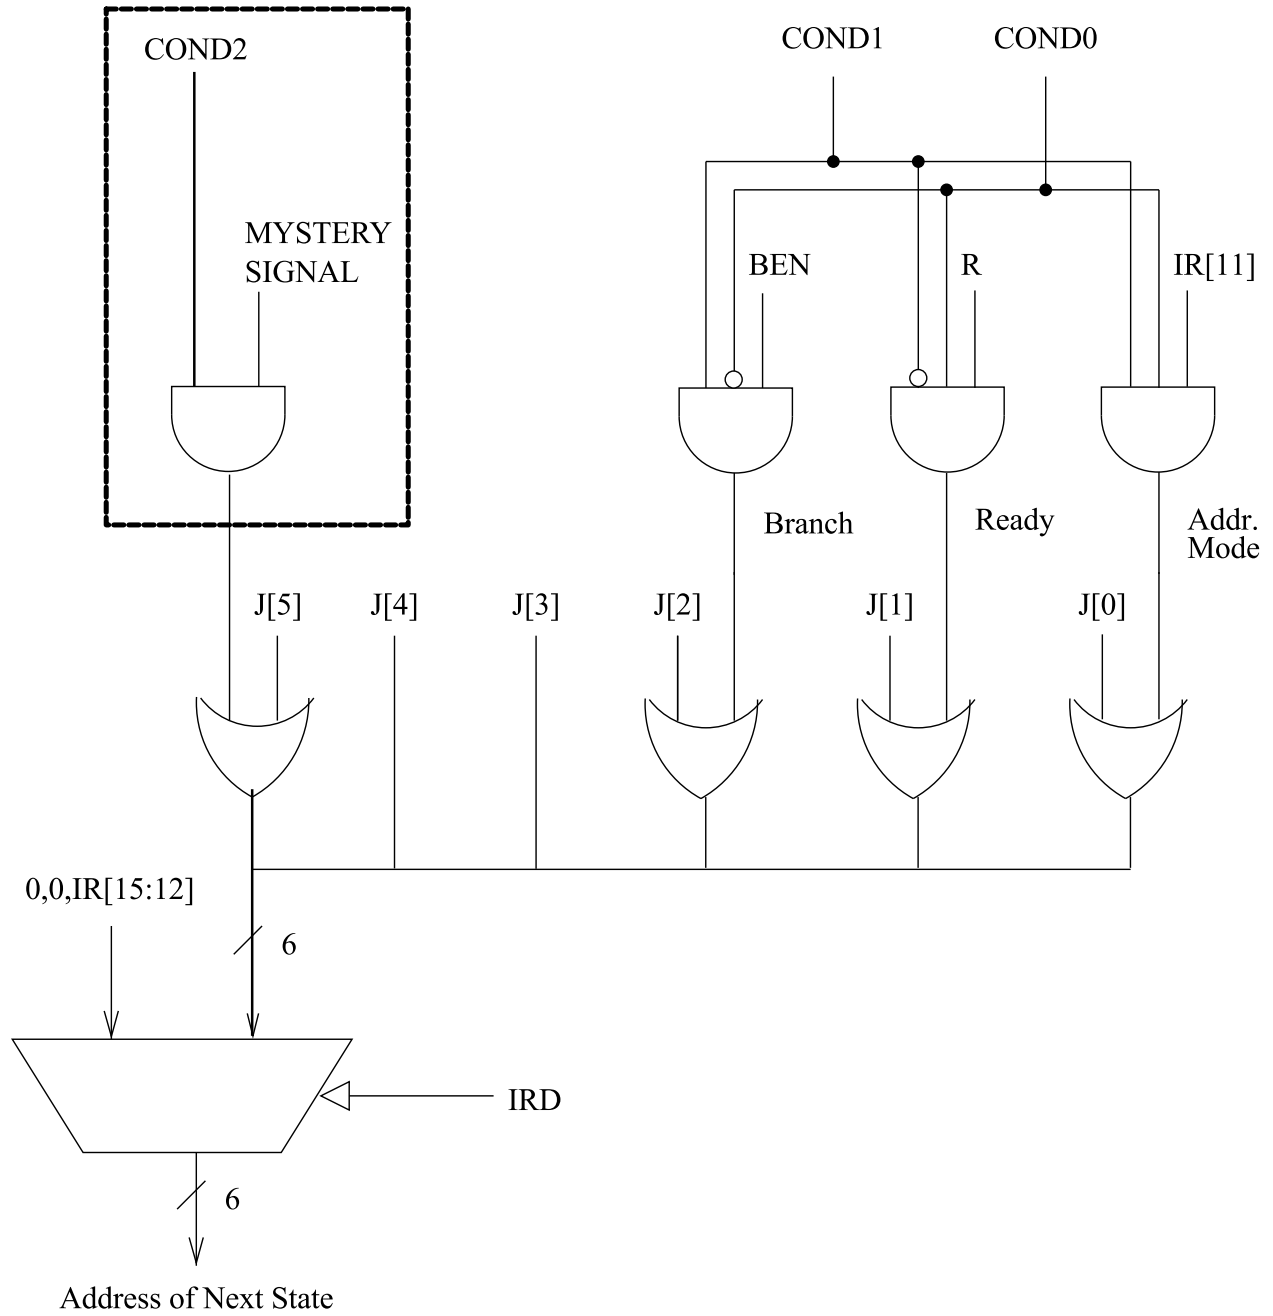 COND2
COND1
COND0
MYSTERY
SIGNAL
BEN
R
IR[11]
Branch
Ready
Addr.
Mode
J[5]
J[4]
J[3]
J[2]
J[1]
J[0]
0,0,IR[15:12]
6
IRD
6
Address of Next State